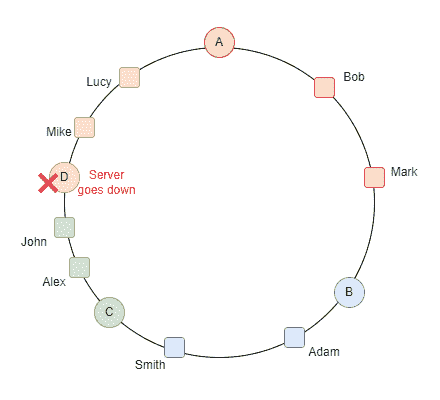 A
Bob
Lucy
Mike
Mark
D
Server
goes down
John
Alex
B
C
Adam
Smith